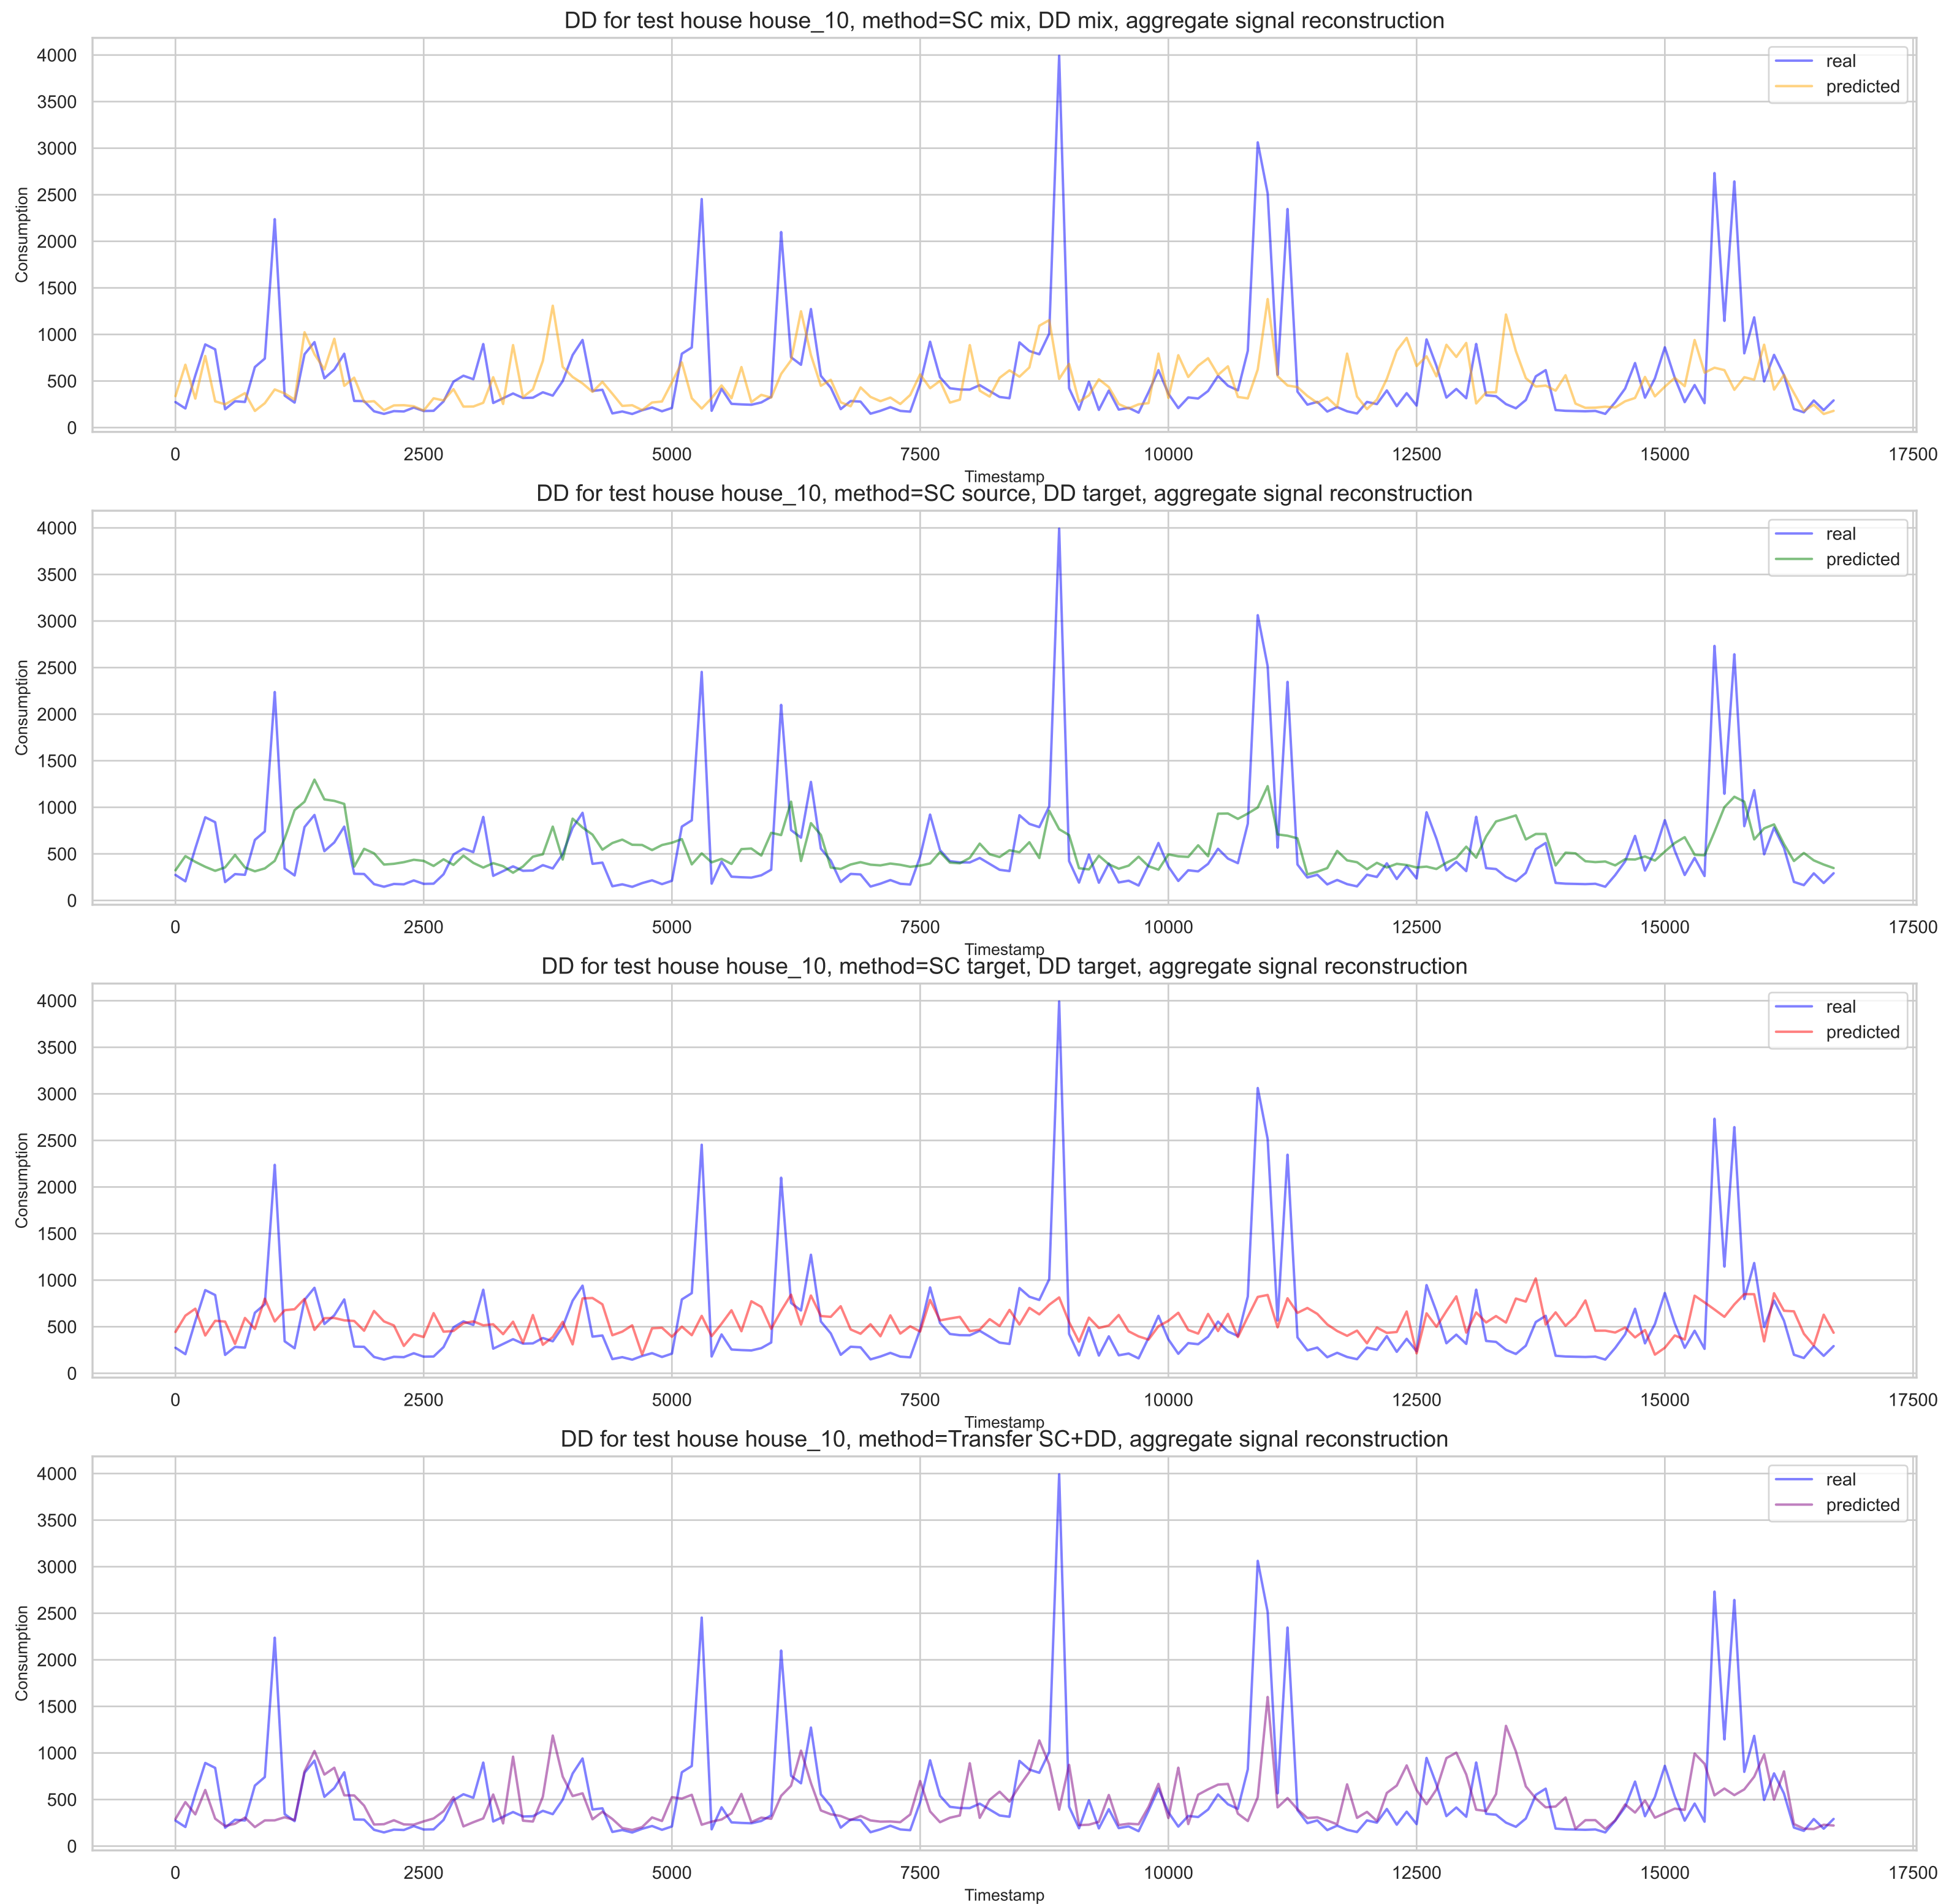 DD for test house house_10, method=SC mix, DD mix, aggregate signal reconstruction
4000
3500
3000
2500
2000
1500
1000
500
0
Consumption
real
predicted
0 2500 5000 7500 10000 12500 15000 17500
Timestamp
DD for test house house_10, method=SC source, DD target, aggregate signal reconstruction
4000
3500
3000
2500
2000
1500
1000
500
0
Consumption
real
predicted
0 2500 5000 7500 10000 12500 15000 17500
Timestamp
DD for test house house_10, method=SC target, DD target, aggregate signal reconstruction
4000
3500
3000
2500
2000
1500
1000
500
0
Consumption
real
predicted
0 2500 5000 7500 10000 12500 15000 17500
Timestamp
DD for test house house_10, method=Transfer SC+DD, aggregate signal reconstruction
4000
3500
3000
2500
2000
1500
1000
500
0
Consumption
real
predicted
0 2500 5000 7500 10000 12500 15000 17500
Timestamp